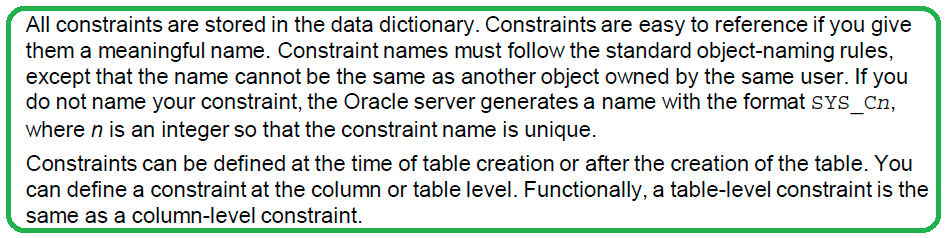 All constraints are stored in the data dictionary. Constraints are easy to reference if you give
them a meaningful name. Constraint names must follow the standard object-naming rules,
except that the name cannot be the same as another object owned by the same user. If you
do not name your constraint, the Oracle server generates a name with the format SYS_Cn,
where n is an integer so that the constraint name is unique.
Constraints can be defined at the time of table creation or after the creation of the table. You
can define a constraint at the column or table level. Functionally, a table-level constraint is the
same as a column-level constraint.